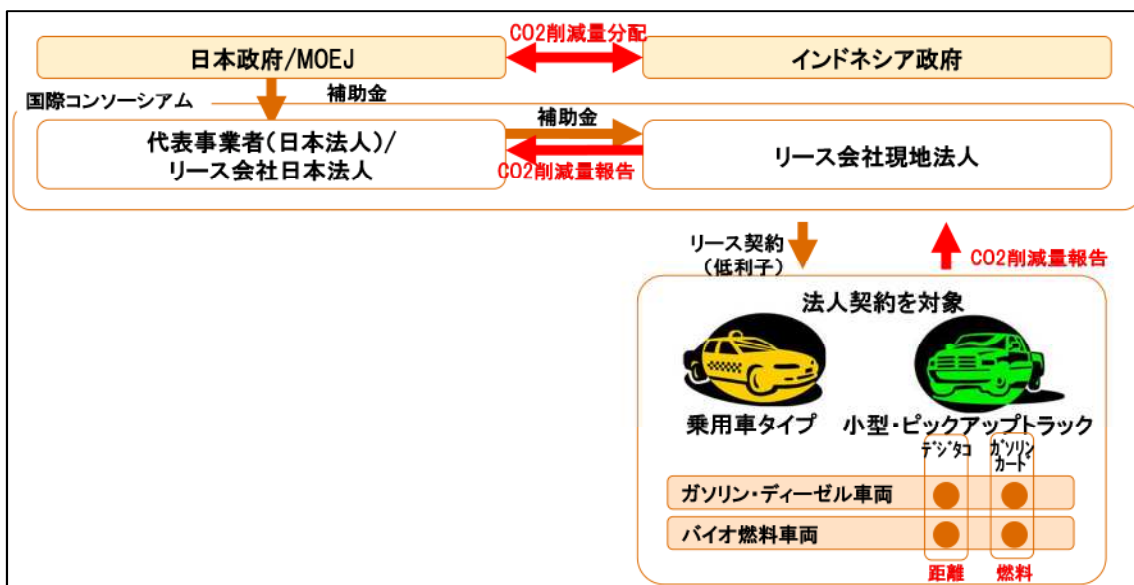 CO2削減量分配
日本政府/MOEJ
インドネシア政府
国際コンソーシアム
補助金
補助金
代表事業者(日本法人)/
リース会社日本法人
リース会社現地法人
CO2削減量報告
リース契約
(低利子)
CO2削減量報告
法人契約を対象
乗用車タイプ
小型・ピックアップトラック
デジタコ
ガソリン
カード
ガソリン・ディーゼル車両
バイオ燃料車両
距離
燃料